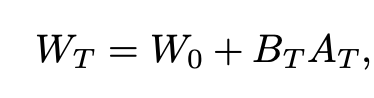 W_T = W_0 + B_T A_T,